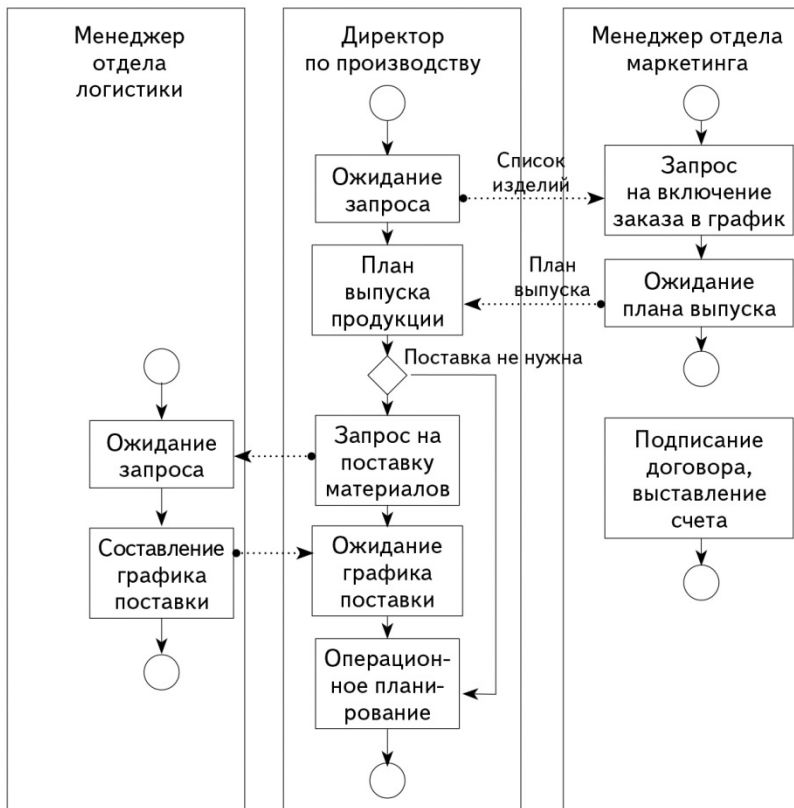 Менеджер
отдела
логистики
Директор
по производству
Менеджер отдела
маркетинга
Ожидание
запроса
Список
изделий
Запрос
на включение
заказа в график
План
выпуска
продукции
План
выпуска
Ожидание
плана выпуска
Поставка не нужна
Ожидание
запроса
Запрос на
поставку
материалов
Подписание
договора,
выставление
счета
Составление
графика
поставки
Ожидание
графика
поставки
Операцион-
ное плани-
рование